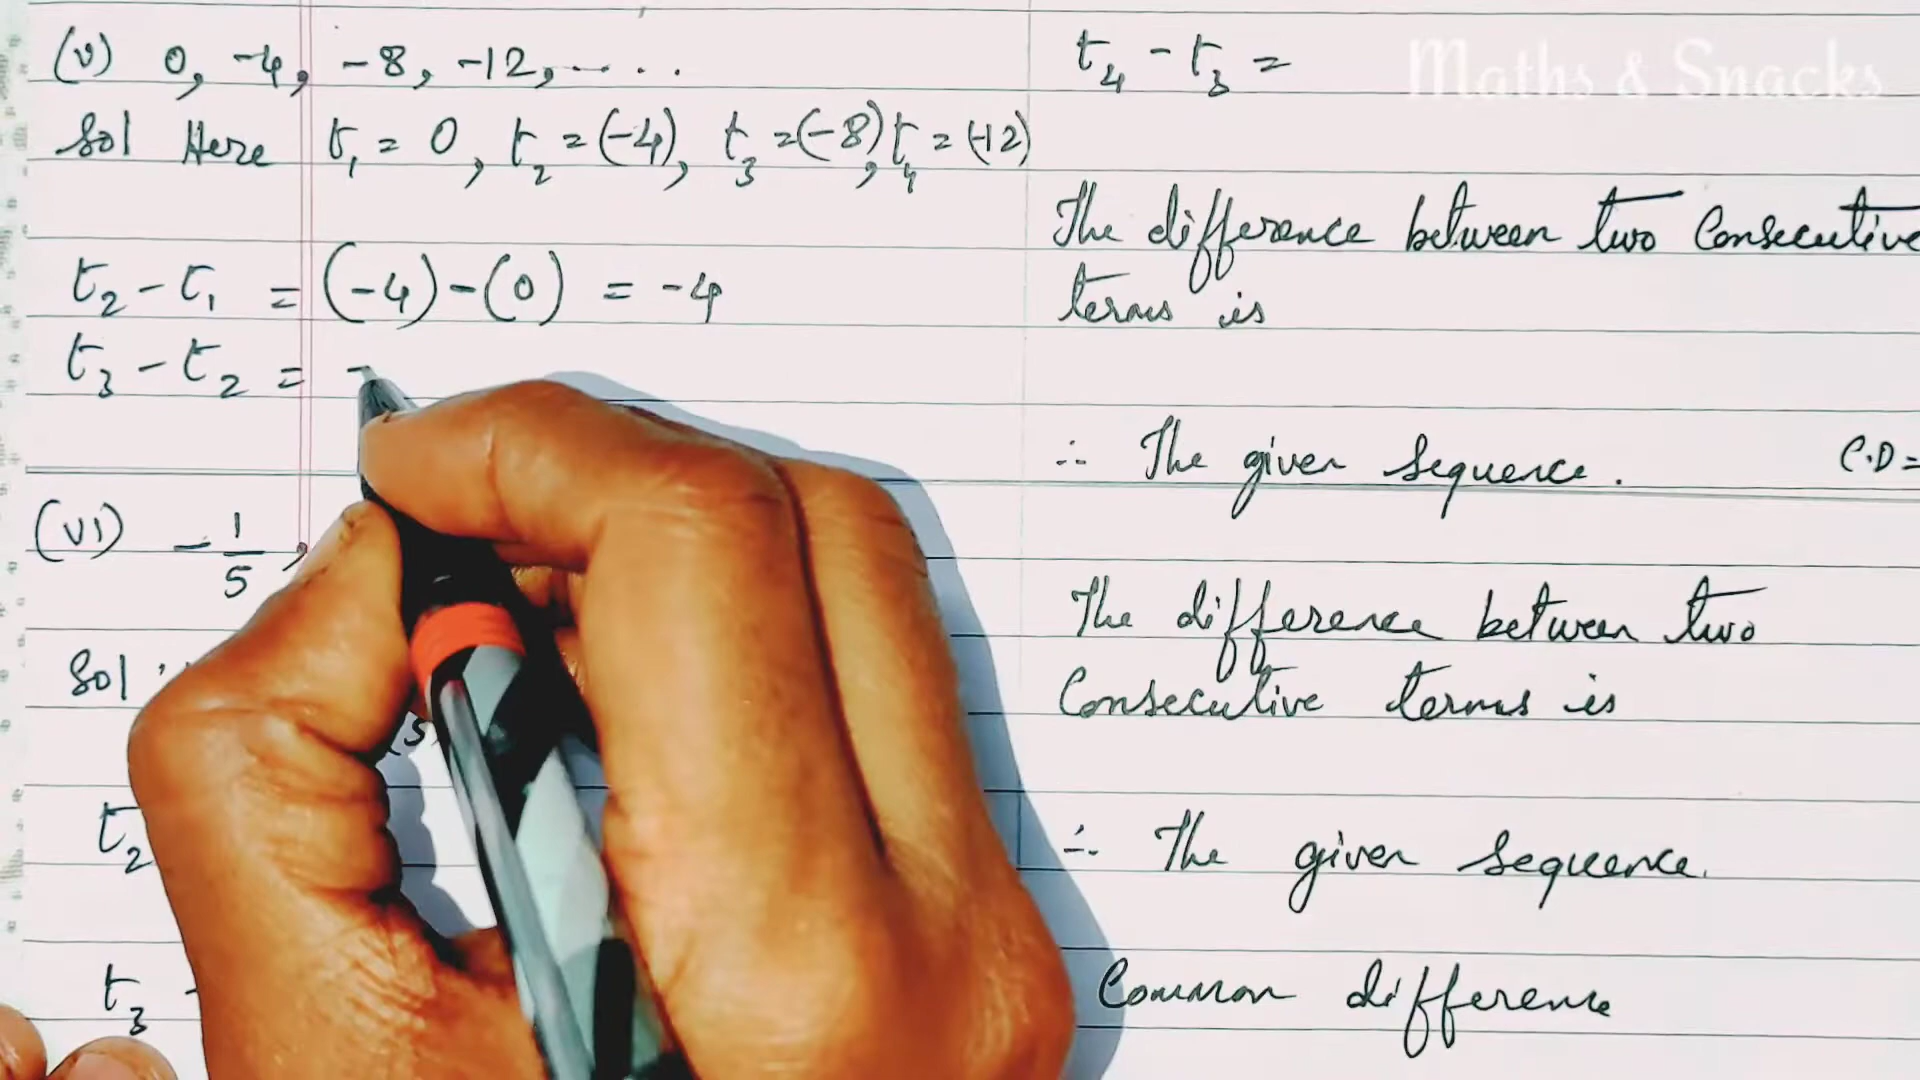 (v) 0, -4, -8, -12, ......
Sol Here t₁ = 0, t₂ = (-4), t₃ = (-8), t₄ = (-12)
t₂ - t₁ = (-4) - (0) = -4
t₃ - t₂ = -
(VI) - 1/5,
Sol
t₂
t₃ -
t₄ - t₃ =
The difference between two Consecutive
terms is
∴ The given Sequence. C.D =
The difference between two
Consecutive terms is
∴ The given Sequence.
Common difference
Maths & Snacks